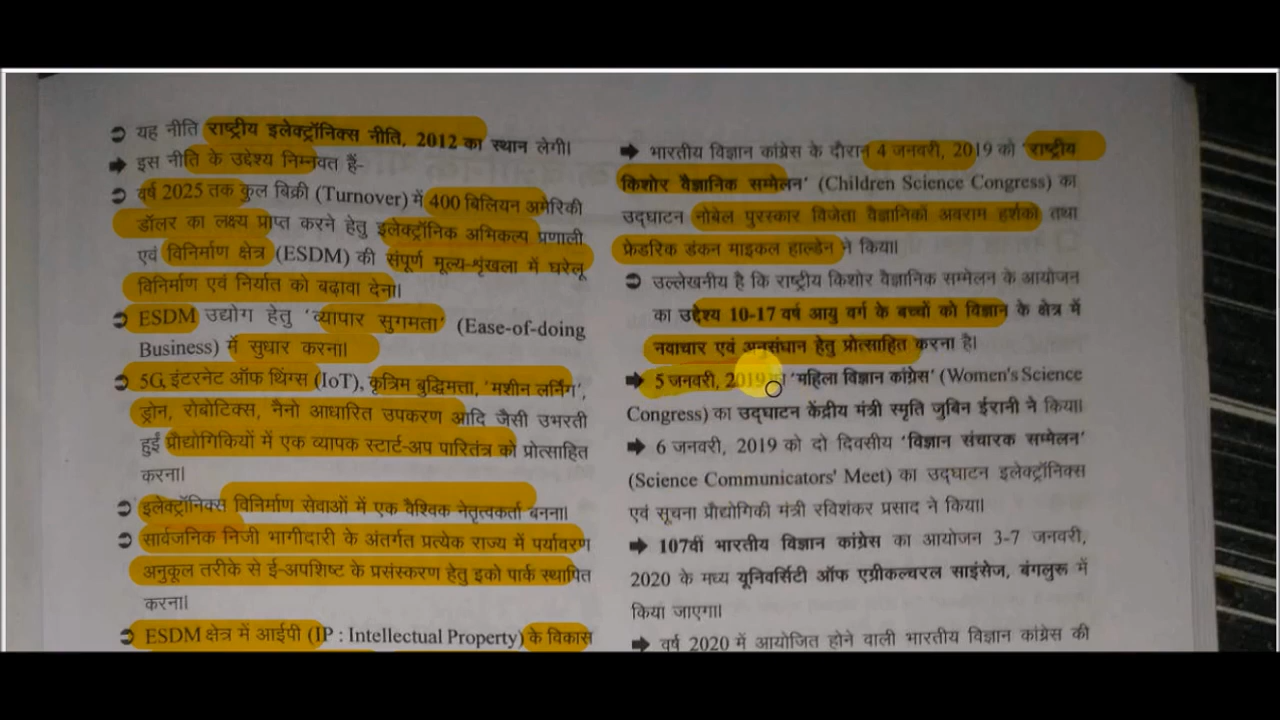 ➲ यह नीति राष्ट्रीय इलेक्ट्रॉनिक्स नीति, 2012 का स्थान लेगी।
➡ इस नीति के उद्देश्य निम्नवत हैं-
➲ वर्ष 2025 तक कुल बिक्री (Turnover) में 400 बिलियन अमेरिकी
डॉलर का लक्ष्य प्राप्त करने हेतु इलेक्ट्रॉनिक अभिकल्प प्रणाली
एवं विनिर्माण क्षेत्र (ESDM) की संपूर्ण मूल्य-शृंखला में घरेलू
विनिर्माण एवं निर्यात को बढ़ावा देना।
➲ ESDM उद्योग हेतु 'व्यापार सुगमता' (Ease-of-doing
Business) में सुधार करना।
➲ 5G, इंटरनेट ऑफ थिंग्स (IoT), कृत्रिम बुद्धिमत्ता, 'मशीन लर्निंग',
ड्रोन, रोबोटिक्स, नैनो आधारित उपकरण आदि जैसी उभरती
हुई प्रौद्योगिकियों में एक व्यापक स्टार्ट-अप पारितंत्र को प्रोत्साहित
करना।
➲ इलेक्ट्रॉनिक्स विनिर्माण सेवाओं में एक वैश्विक नेतृत्वकर्ता बनना।
➲ सार्वजनिक निजी भागीदारी के अंतर्गत प्रत्येक राज्य में पर्यावरण
अनुकूल तरीके से ई-अपशिष्ट के प्रसंस्करण हेतु इको पार्क स्थापित
करना।
➲ ESDM क्षेत्र में आईपी (IP : Intellectual Property) के विकास
➡ भारतीय विज्ञान कांग्रेस के दौरान 4 जनवरी, 2019 को 'राष्ट्रीय
किशोर वैज्ञानिक सम्मेलन' (Children Science Congress) का
उद्घाटन नोबेल पुरस्कार विजेता वैज्ञानिकों अवराम हर्शको तथा
फ्रेडरिक डंकन माइकल हाल्डेन ने किया।
➲ उल्लेखनीय है कि राष्ट्रीय किशोर वैज्ञानिक सम्मेलन के आयोजन
का उद्देश्य 10-17 वर्ष आयु वर्ग के बच्चों को विज्ञान के क्षेत्र में
नवाचार एवं अनुसंधान हेतु प्रोत्साहित करना है।
➡ 5 जनवरी, 2019 को 'महिला विज्ञान कांग्रेस' (Women's Science
Congress) का उद्घाटन केंद्रीय मंत्री स्मृति जुबिन ईरानी ने किया।
➡ 6 जनवरी, 2019 को दो दिवसीय 'विज्ञान संचारक सम्मेलन'
(Science Communicators' Meet) का उद्घाटन इलेक्ट्रॉनिक्स
एवं सूचना प्रौद्योगिकी मंत्री रविशंकर प्रसाद ने किया।
➡ 107वीं भारतीय विज्ञान कांग्रेस का आयोजन 3-7 जनवरी,
2020 के मध्य यूनिवर्सिटी ऑफ एग्रीकल्चरल साइंसेज, बंगलुरू में
किया जाएगा।
➡ वर्ष 2020 में आयोजित होने वाली भारतीय विज्ञान कांग्रेस की